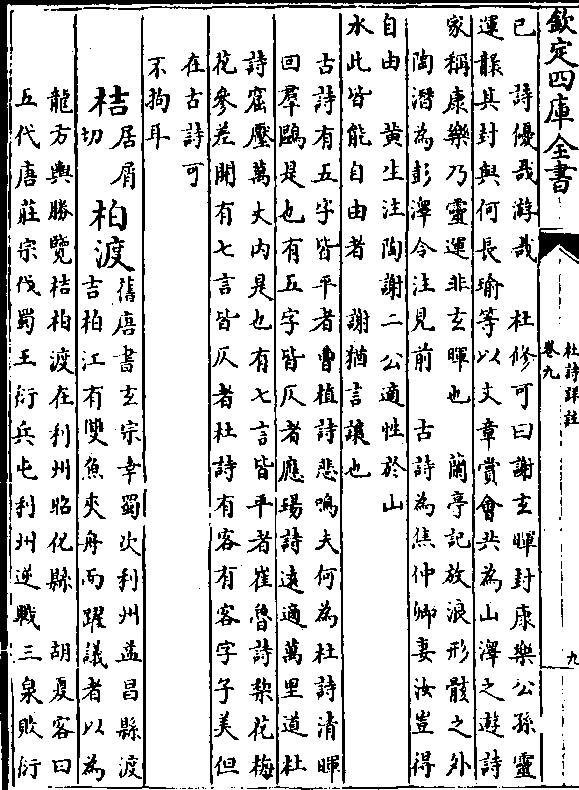 欽定四庫全書
杜詩詳註
卷九
九
已　詩優哉游哉　杜修可曰謝玄暉封康樂公孫靈
運襲其封與何長瑜等以文章賞會共為山澤之遊詩
家稱康樂乃靈運非玄暉也　蘭亭記放浪形骸之外
陶潛為彭澤令注見前　古詩為焦仲卿妻汝豈得
自由　黄生注陶謝二公適性於山
水此皆能自由者　謝猶言讓也
古詩有五字皆平者曹植詩悲鳴夫何為杜詩清暉
回羣鷗是也有五字皆仄者應瑒詩遠適萬里道杜
詩窟壓萬丈内是也有七言皆平者崔魯詩梨花梅
花參差開有七言皆仄者杜詩有客有客字子美但
在古詩可
不拘耳
桔居屑切柏渡舊唐書玄宗幸蜀次利州益昌縣渡
吉柏江有雙魚夾舟而躍議者以為
龍方輿勝覽桔柏渡在利州昭化縣　胡夏客曰
五代唐莊宗伐蜀王衍兵屯利州逆戰三泉敗衍